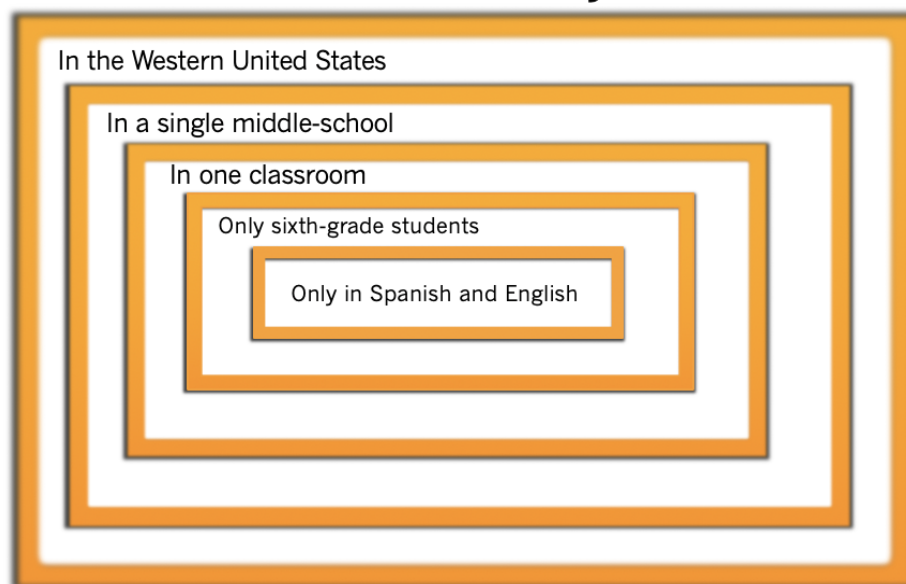 In the Western United States
In a single middle-school
In one classroom
Only sixth-grade students
Only in Spanish and English